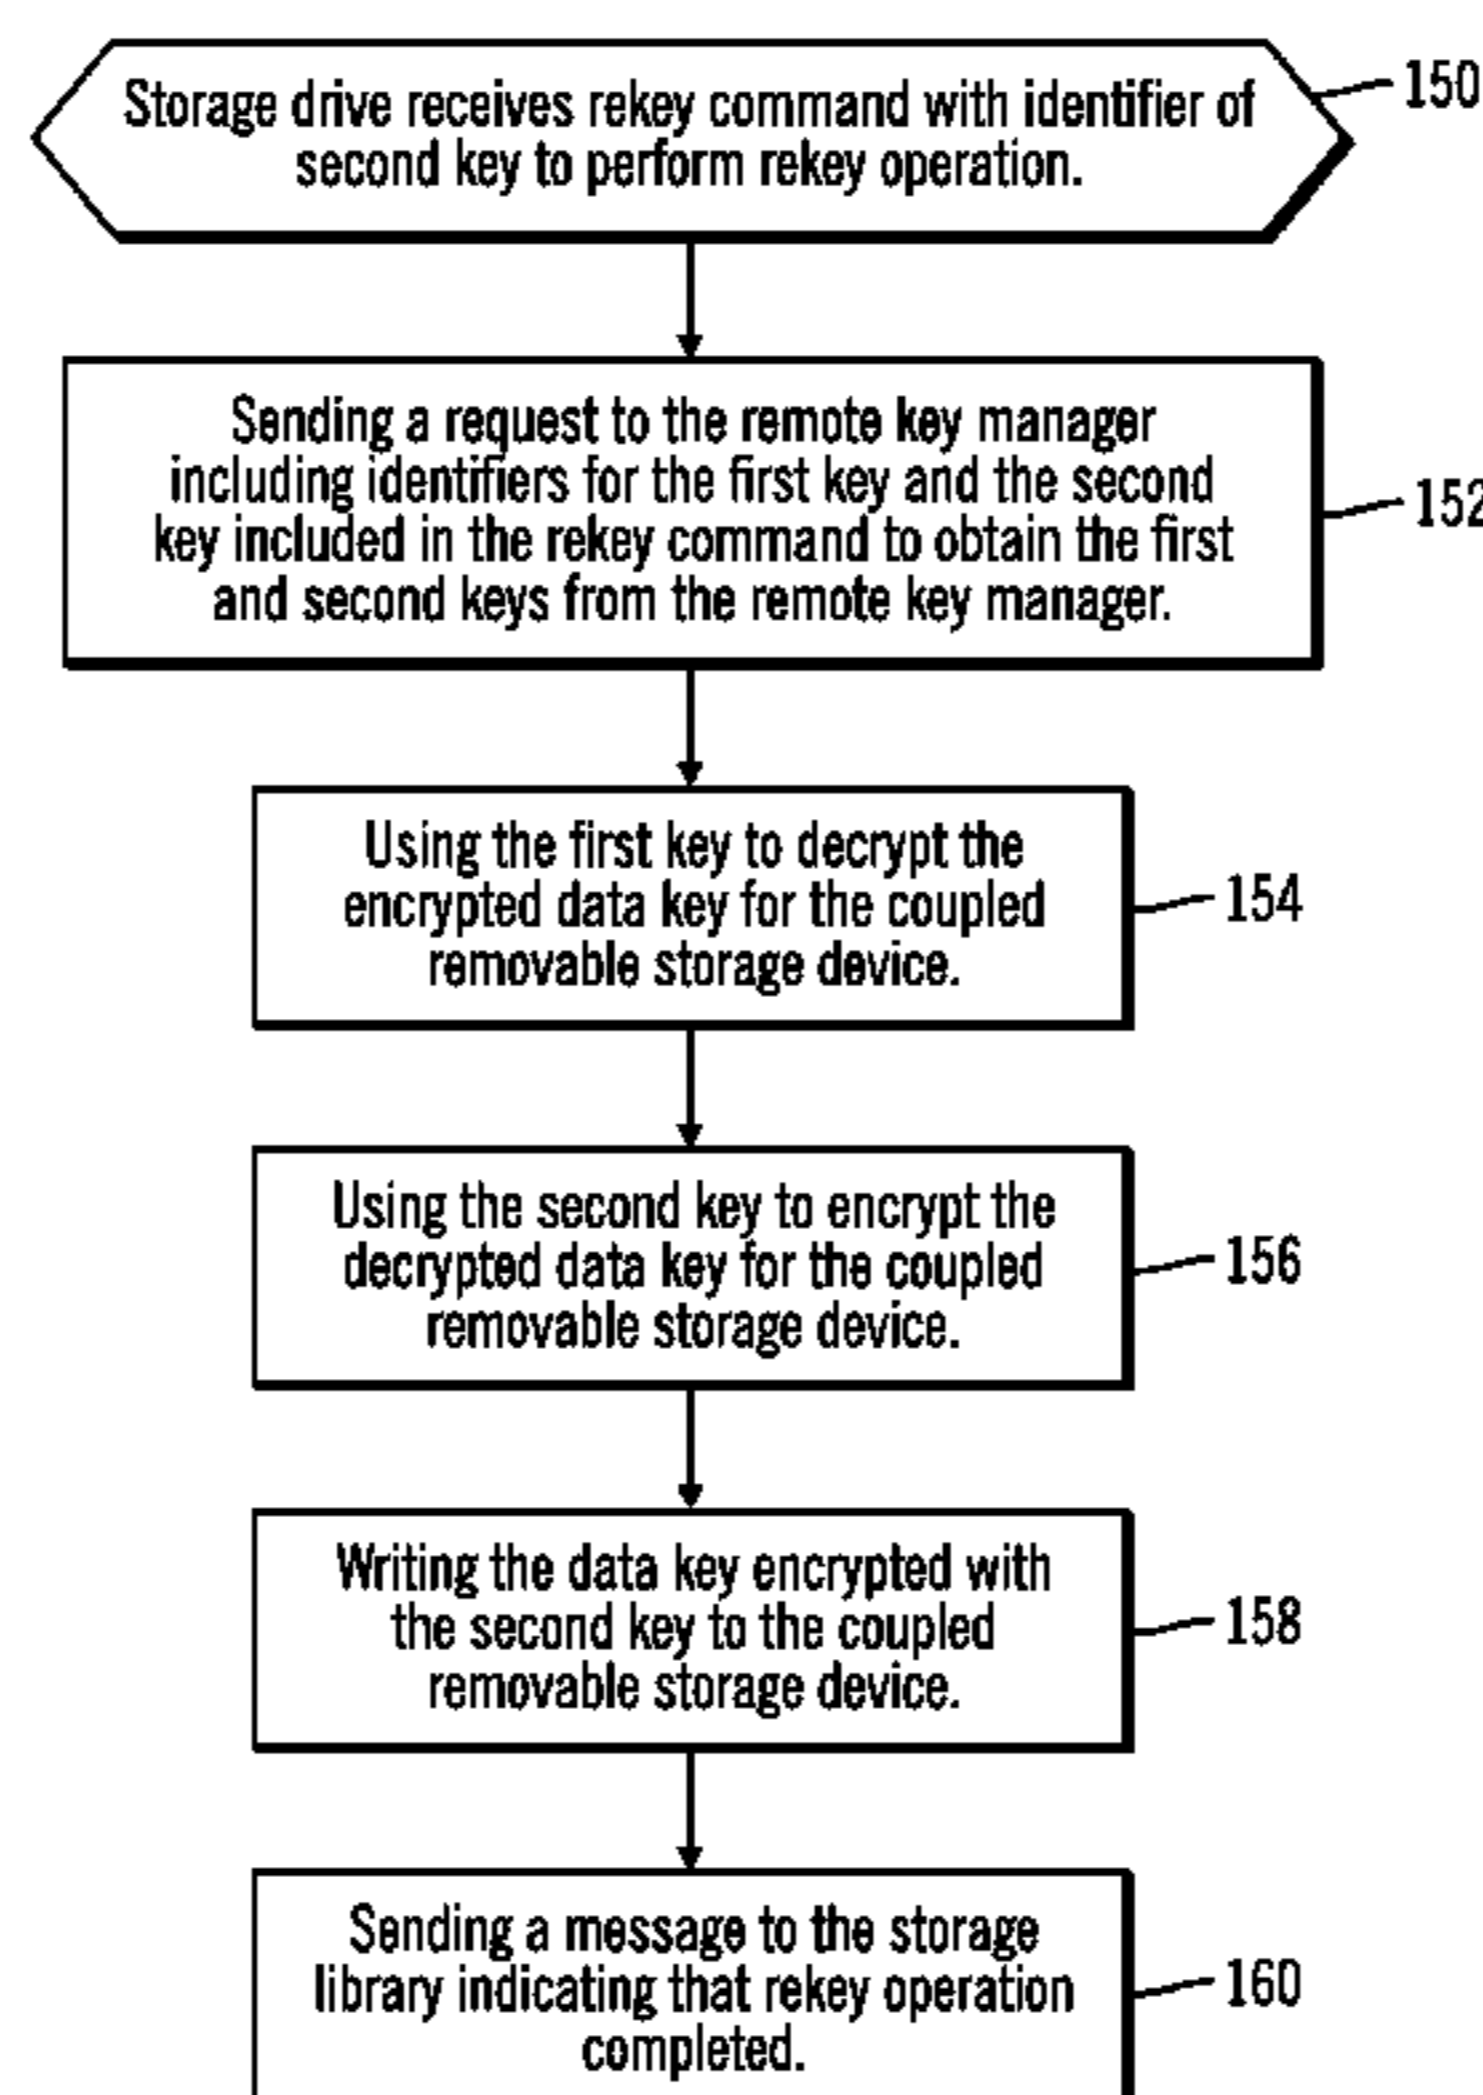 Storage drive receives rekey command with identifier of
second key to perform rekey operation.
150
Sending a request to the remote key manager
including identifiers for the first key and the second
key included in the rekey command to obtain the first
and second keys from the remote key manager.
152
Using the first key to decrypt the
encrypted data key for the coupled
removable storage device.
154
Using the second key to encrypt the
decrypted data key for the coupled
removable storage device.
156
Writing the data key encrypted with
the second key to the coupled
removable storage device.
158
Sending a message to the storage
library indicating that rekey operation
completed.
160